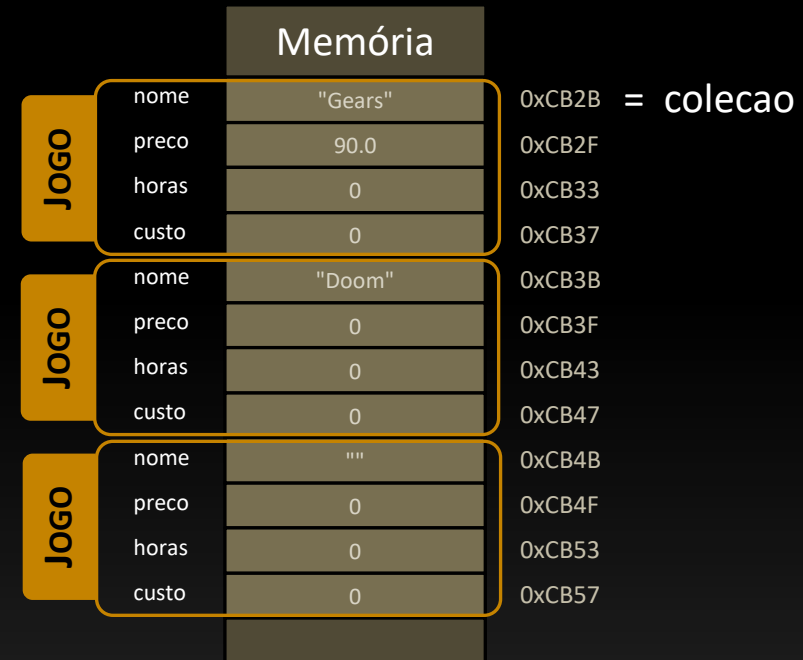 Memória
JOGO
nome "Gears" 0xCB2B = colecao
preco 90.0 0xCB2F
horas 0 0xCB33
custo 0 0xCB37
JOGO
nome "Doom" 0xCB3B
preco 0 0xCB3F
horas 0 0xCB43
custo 0 0xCB47
JOGO
nome "" 0xCB4B
preco 0 0xCB4F
horas 0 0xCB53
custo 0 0xCB57